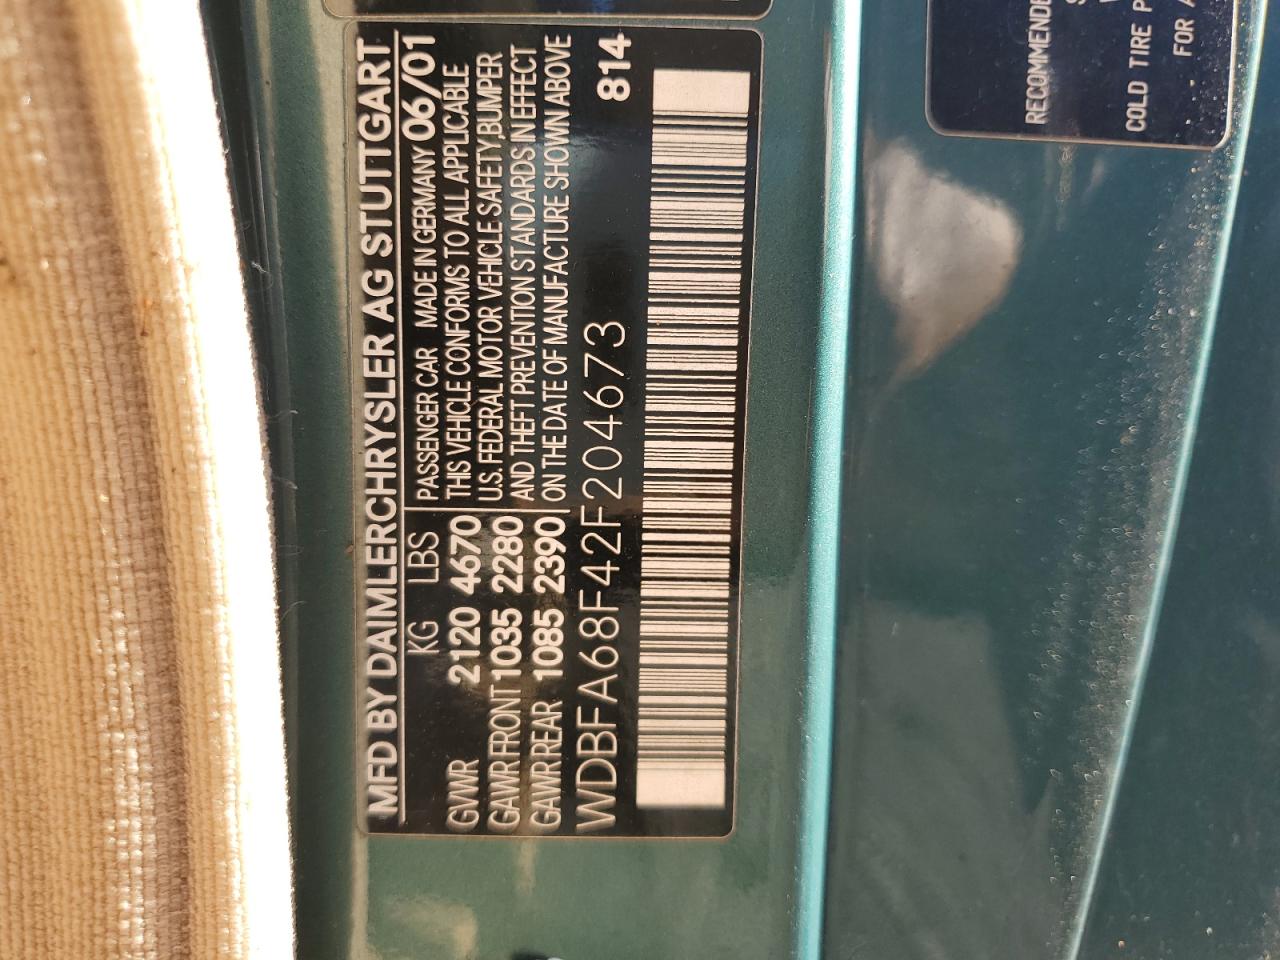 MFD BY DAIMLERCHRYSLER AG STUTTGART
KG LBS
GVWR 2120 4670
GAWR FRONT 1035 2280
GAWR REAR 1085 2390
PASSENGER CAR MADE IN GERMANY 06/01
THIS VEHICLE CONFORMS TO ALL APPLICABLE
U.S. FEDERAL MOTOR VEHICLE SAFETY,BUMPER
AND THEFT PREVENTION STANDARDS IN EFFECT
ON THE DATE OF MANUFACTURE SHOWN ABOVE
WDBFA68F42F204673 814
RECOMMENDE
COLD TIRE P
FOR